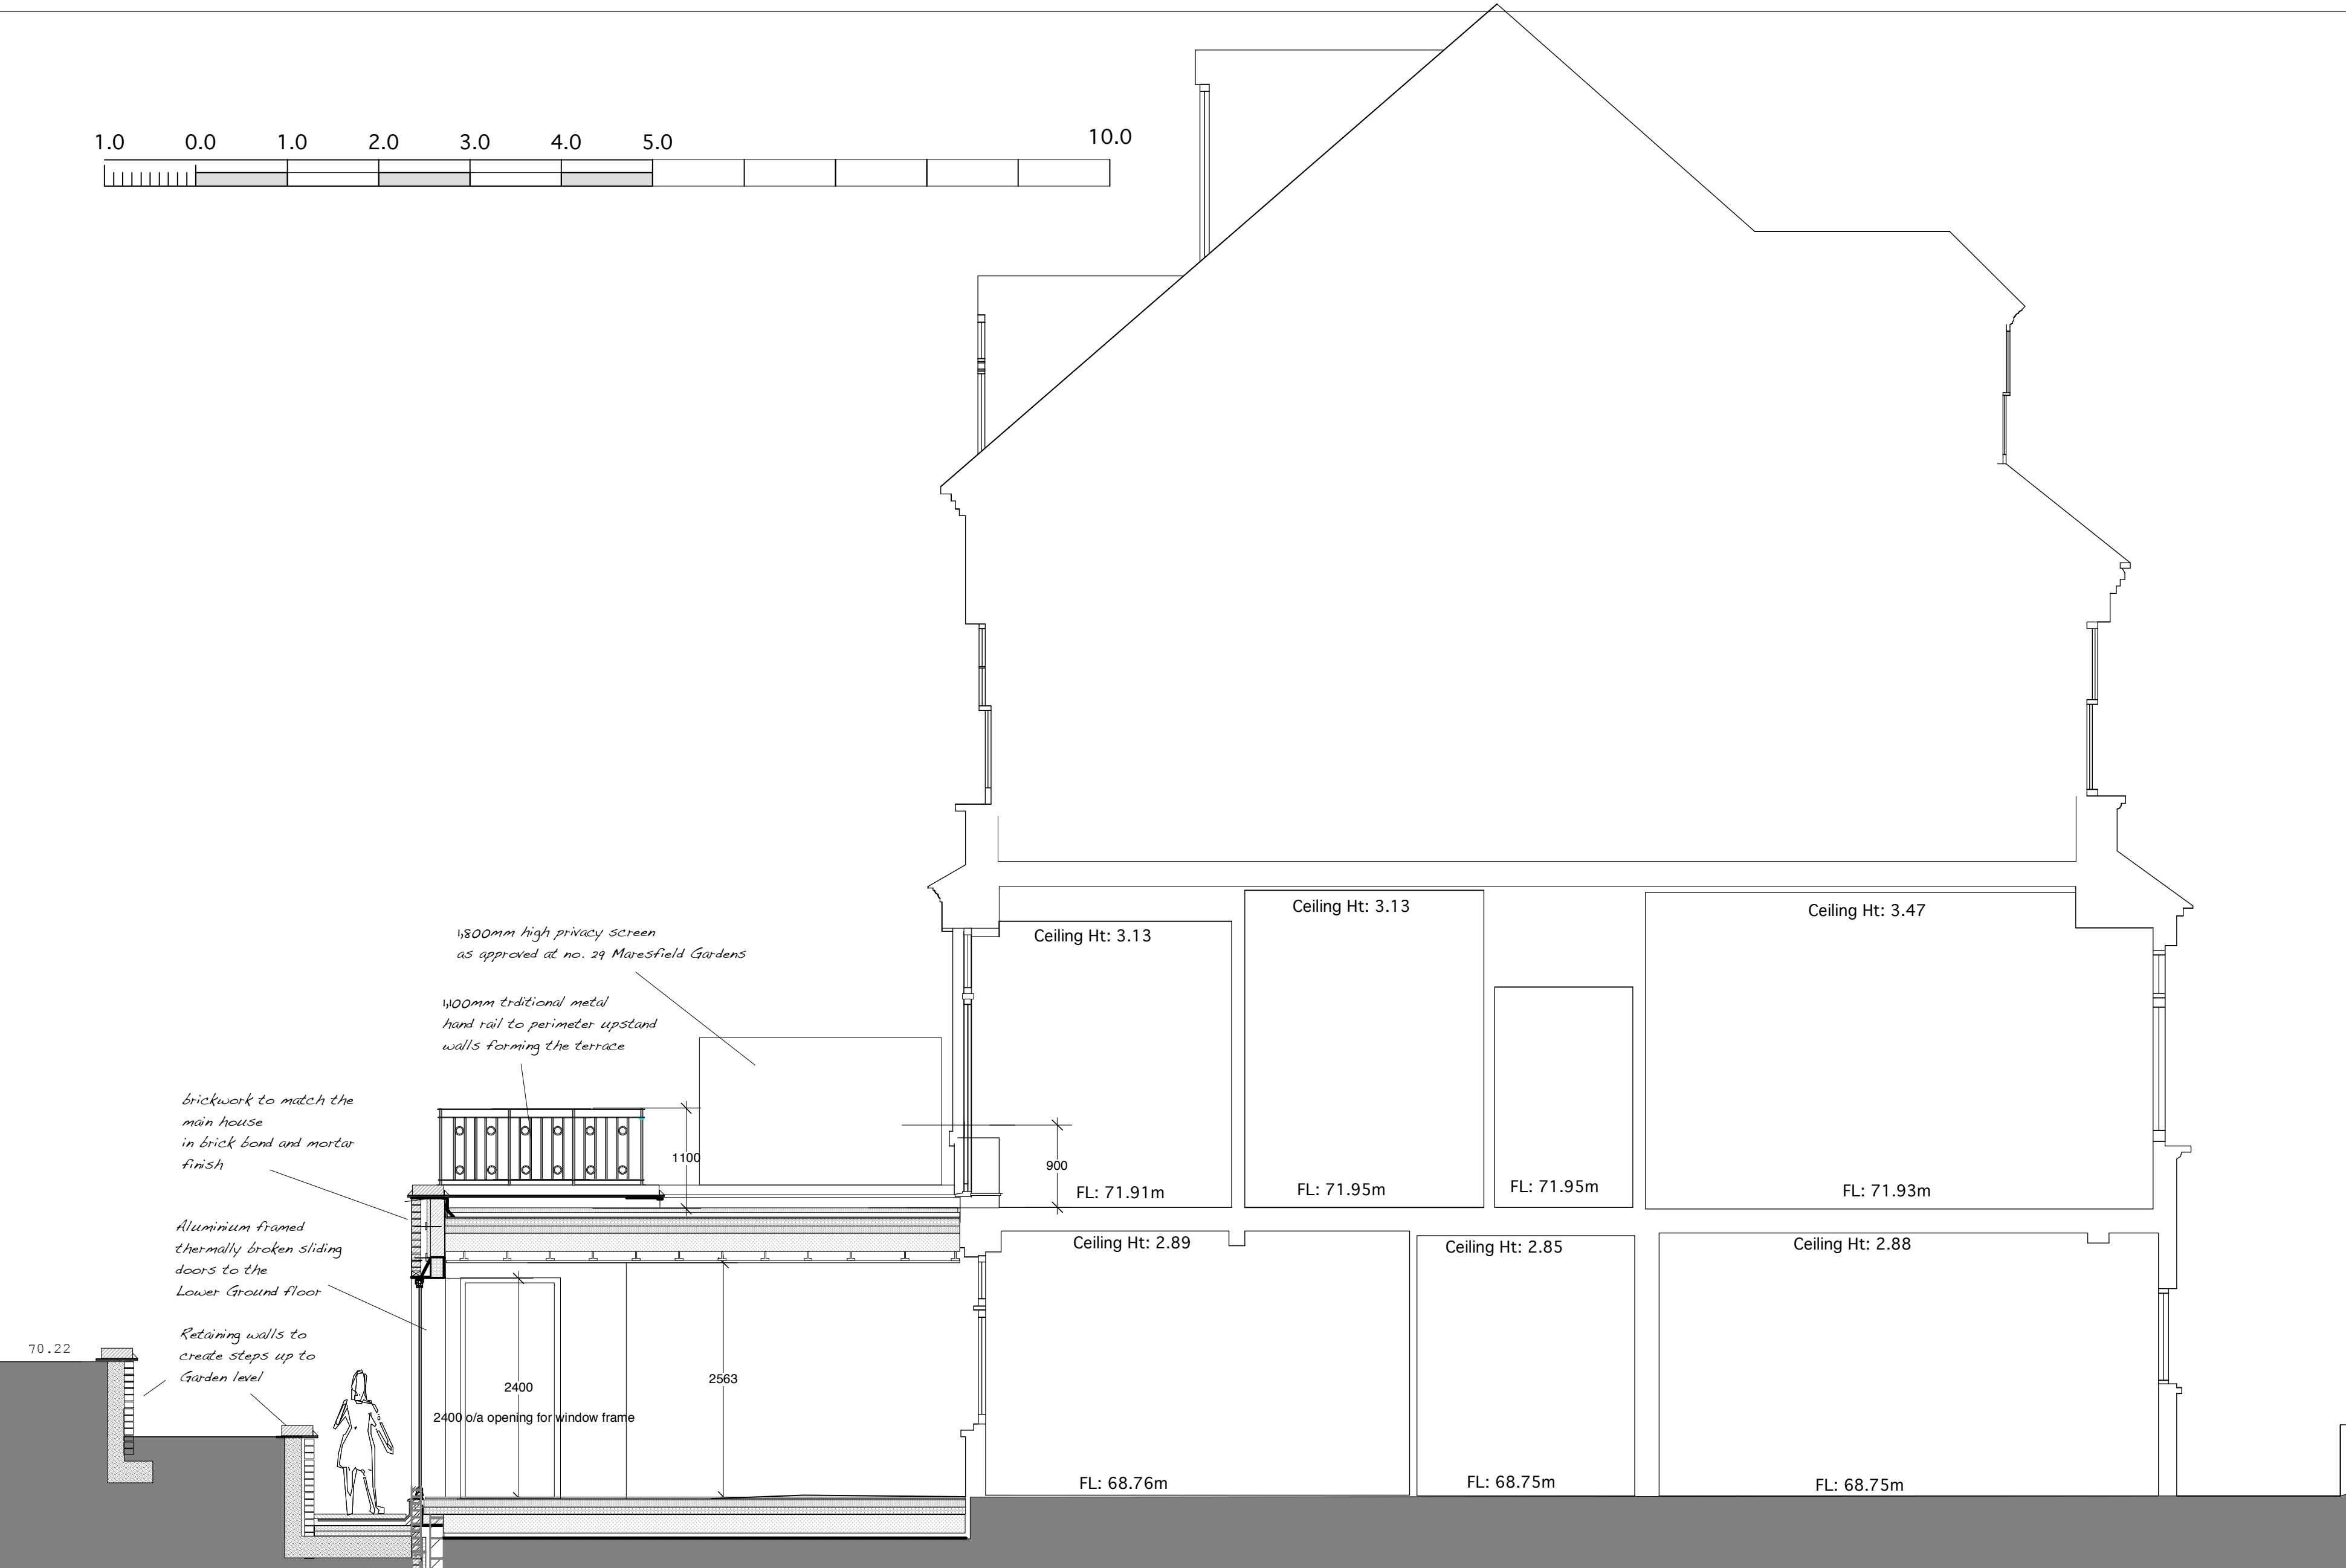 1.0 0.0 1.0 2.0 3.0 4.0 5.0 10.0
Ceiling Ht: 3.13
Ceiling Ht: 3.13
Ceiling Ht: 3.47
1,800mm high privacy screen
as approved at no. 29 Maresfield Gardens
1,100mm trditional metal
hand rail to perimeter upstand
walls forming the terrace
brickwork to match the
main house
in brick bond and mortar
finish
1100
900
FL: 71.91m
FL: 71.95m
FL: 71.95m
FL: 71.93m
Aluminium framed
thermally broken sliding
doors to the
Lower Ground floor
Ceiling Ht: 2.89
Ceiling Ht: 2.85
Ceiling Ht: 2.88
70.22
Retaining walls to
create steps up to
Garden level
2400
2563
2400 o/a opening for window frame
FL: 68.76m
FL: 68.75m
FL: 68.75m